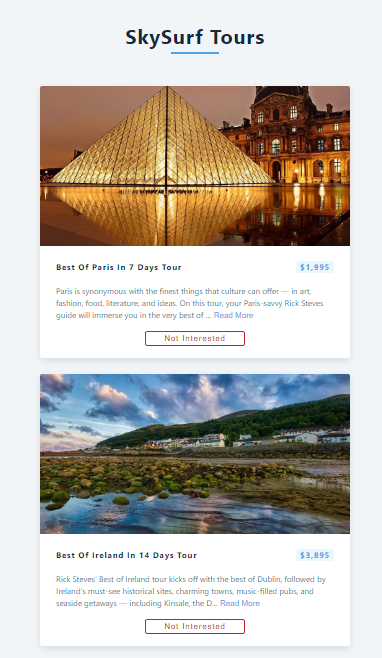 SkySurf Tours
Best Of Paris In 7 Days Tour
$1,995
Paris is synonymous with the finest things that culture can offer — in art,
fashion, food, literature, and ideas. On this tour, your Paris-savvy Rick Steves
guide will immerse you in the very best of ... Read More
Not Interested
Best Of Ireland In 14 Days Tour
$3,895
Rick Steves' Best of Ireland tour kicks off with the best of Dublin, followed by
Ireland's must-see historical sites, charming towns, music-filled pubs, and
seaside getaways — including Kinsale, the D... Read More
Not Interested